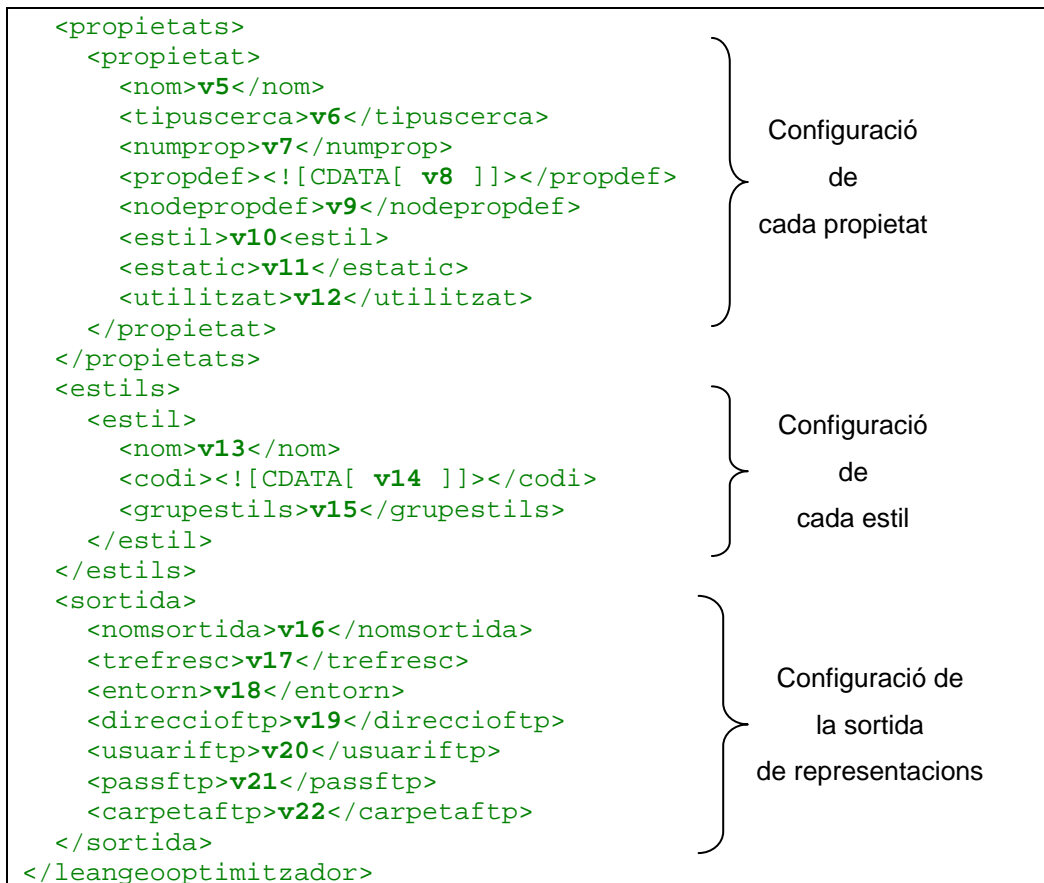 <propietats>
<propietat>
<nom>v5</nom>
<tipuscerca>v6</tipuscerca>
<numprop>v7</numprop>
<propdef><![CDATA[ v8 ]]></propdef>
<nodepropdef>v9</nodepropdef>
<estil>v10<estil>
<estatic>v11</estatic>
<utilitzat>v12</utilitzat>
</propietat>
</propietats>
Configuració
de
cada propietat
<estils>
<estil>
<nom>v13</nom>
<codi><![CDATA[ v14 ]]></codi>
<grupestils>v15</grupestils>
</estil>
</estils>
Configuració
de
cada estil
<sortida>
<nomsortida>v16</nomsortida>
<trefresc>v17</trefresc>
<entorn>v18</entorn>
<direccioftp>v19</direccioftp>
<usuariftp>v20</usuariftp>
<passftp>v21</passftp>
<carpetaftp>v22</carpetaftp>
</sortida>
</leangeooptimitzador>
Configuració de
la sortida
de representacions